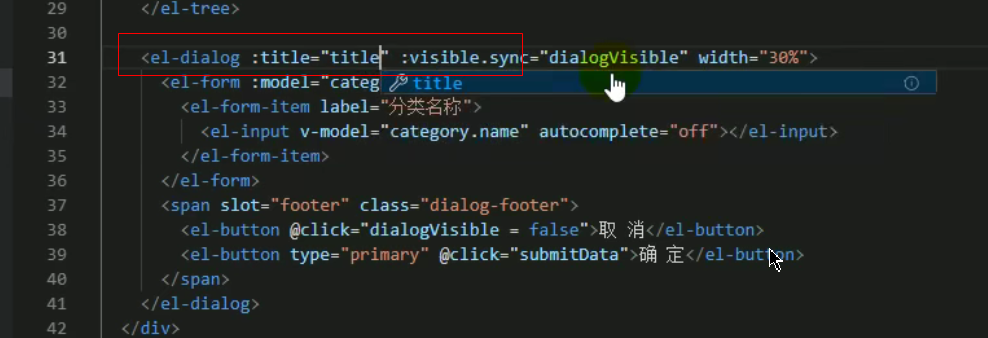 29 </el-tree>
30
31 <el-dialog :title="title" :visible.sync="dialogVisible" width="30%">
32 <el-form :model="categ
title
33 <el-form-item label="分类名称">
34 <el-input v-model="category.name" autocomplete="off"></el-input>
35 </el-form-item>
36 </el-form>
37 <span slot="footer" class="dialog-footer">
38 <el-button @click="dialogVisible = false">取 消</el-button>
39 <el-button type="primary" @click="submitData">确 定</el-button>
40 </span>
41 </el-dialog>
42 </div>